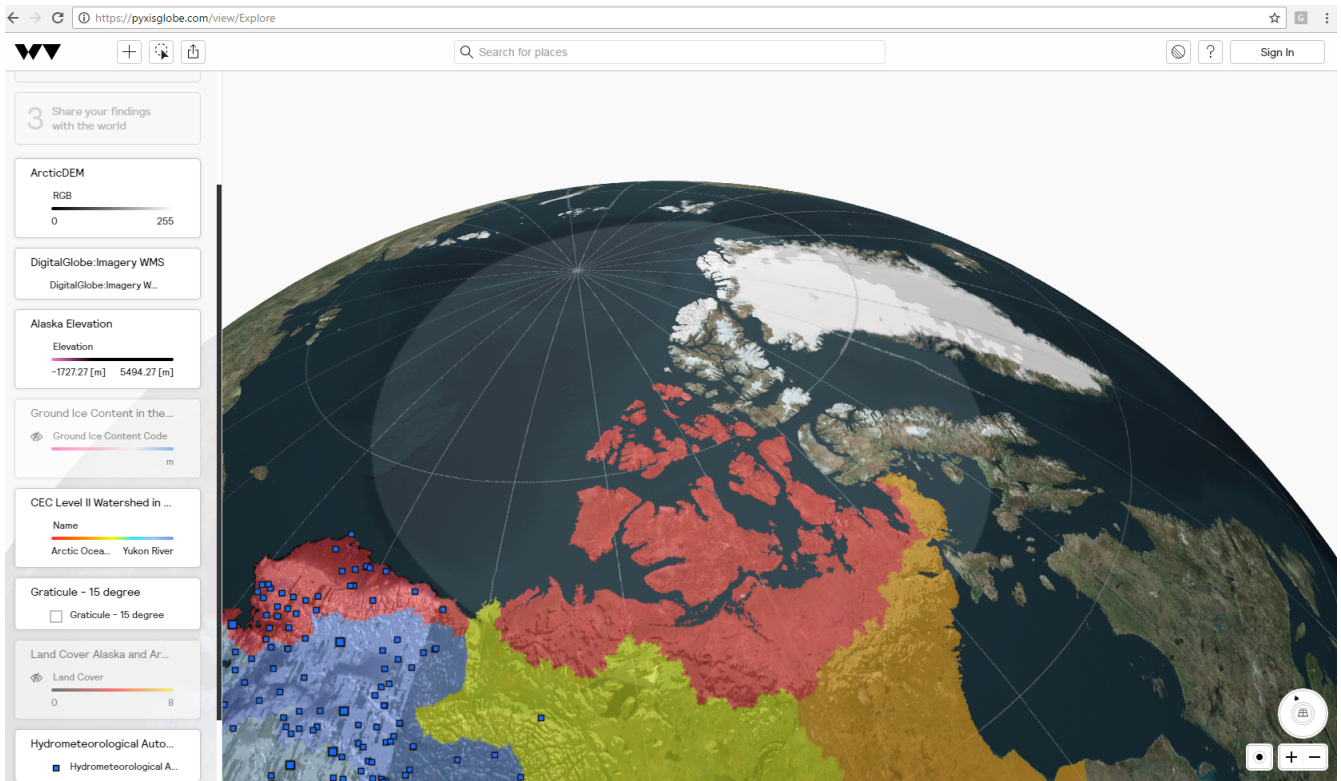 https://pyxisglobe.com/view/Explore
G
Search for places
?
Sign In
3 Share your findings
with the world
ArcticDEM
RGB
0 255
DigitalGlobe:Imagery WMS
DigitalGlobe:Imagery W...
Alaska Elevation
Elevation
-1727.27 [m] 5494.27 [m]
Ground Ice Content in the...
Ground Ice Content Code
m
CEC Level II Watershed in ...
Name
Arctic Ocea... Yukon River
Graticule - 15 degree
Graticule - 15 degree
Land Cover Alaska and Ar...
Land Cover
0 8
Hydrometeorological Auto...
Hydrometeorological A...